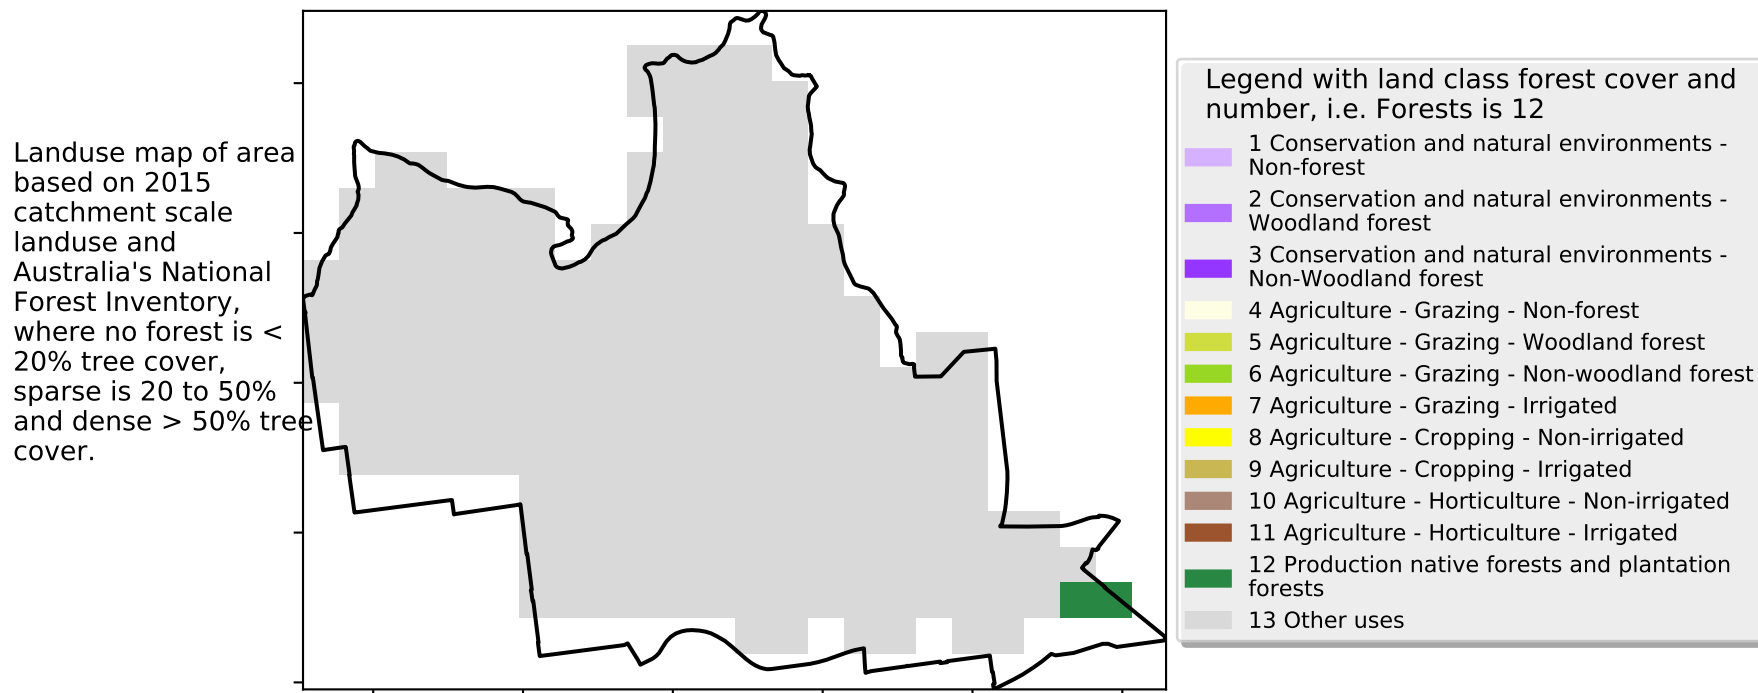 Landuse map of area
based on 2015
catchment scale
landuse and
Australia's National
Forest Inventory,
where no forest is <
20% tree cover,
sparse is 20 to 50%
and dense > 50% tree
cover.
Legend with land class forest cover and
number, i.e. Forests is 12
1 Conservation and natural environments -
Non-forest
2 Conservation and natural environments -
Woodland forest
3 Conservation and natural environments -
Non-Woodland forest
4 Agriculture - Grazing - Non-forest
5 Agriculture - Grazing - Woodland forest
6 Agriculture - Grazing - Non-woodland forest
7 Agriculture - Grazing - Irrigated
8 Agriculture - Cropping - Non-irrigated
9 Agriculture - Cropping - Irrigated
10 Agriculture - Horticulture - Non-irrigated
11 Agriculture - Horticulture - Irrigated
12 Production native forests and plantation
forests
13 Other uses